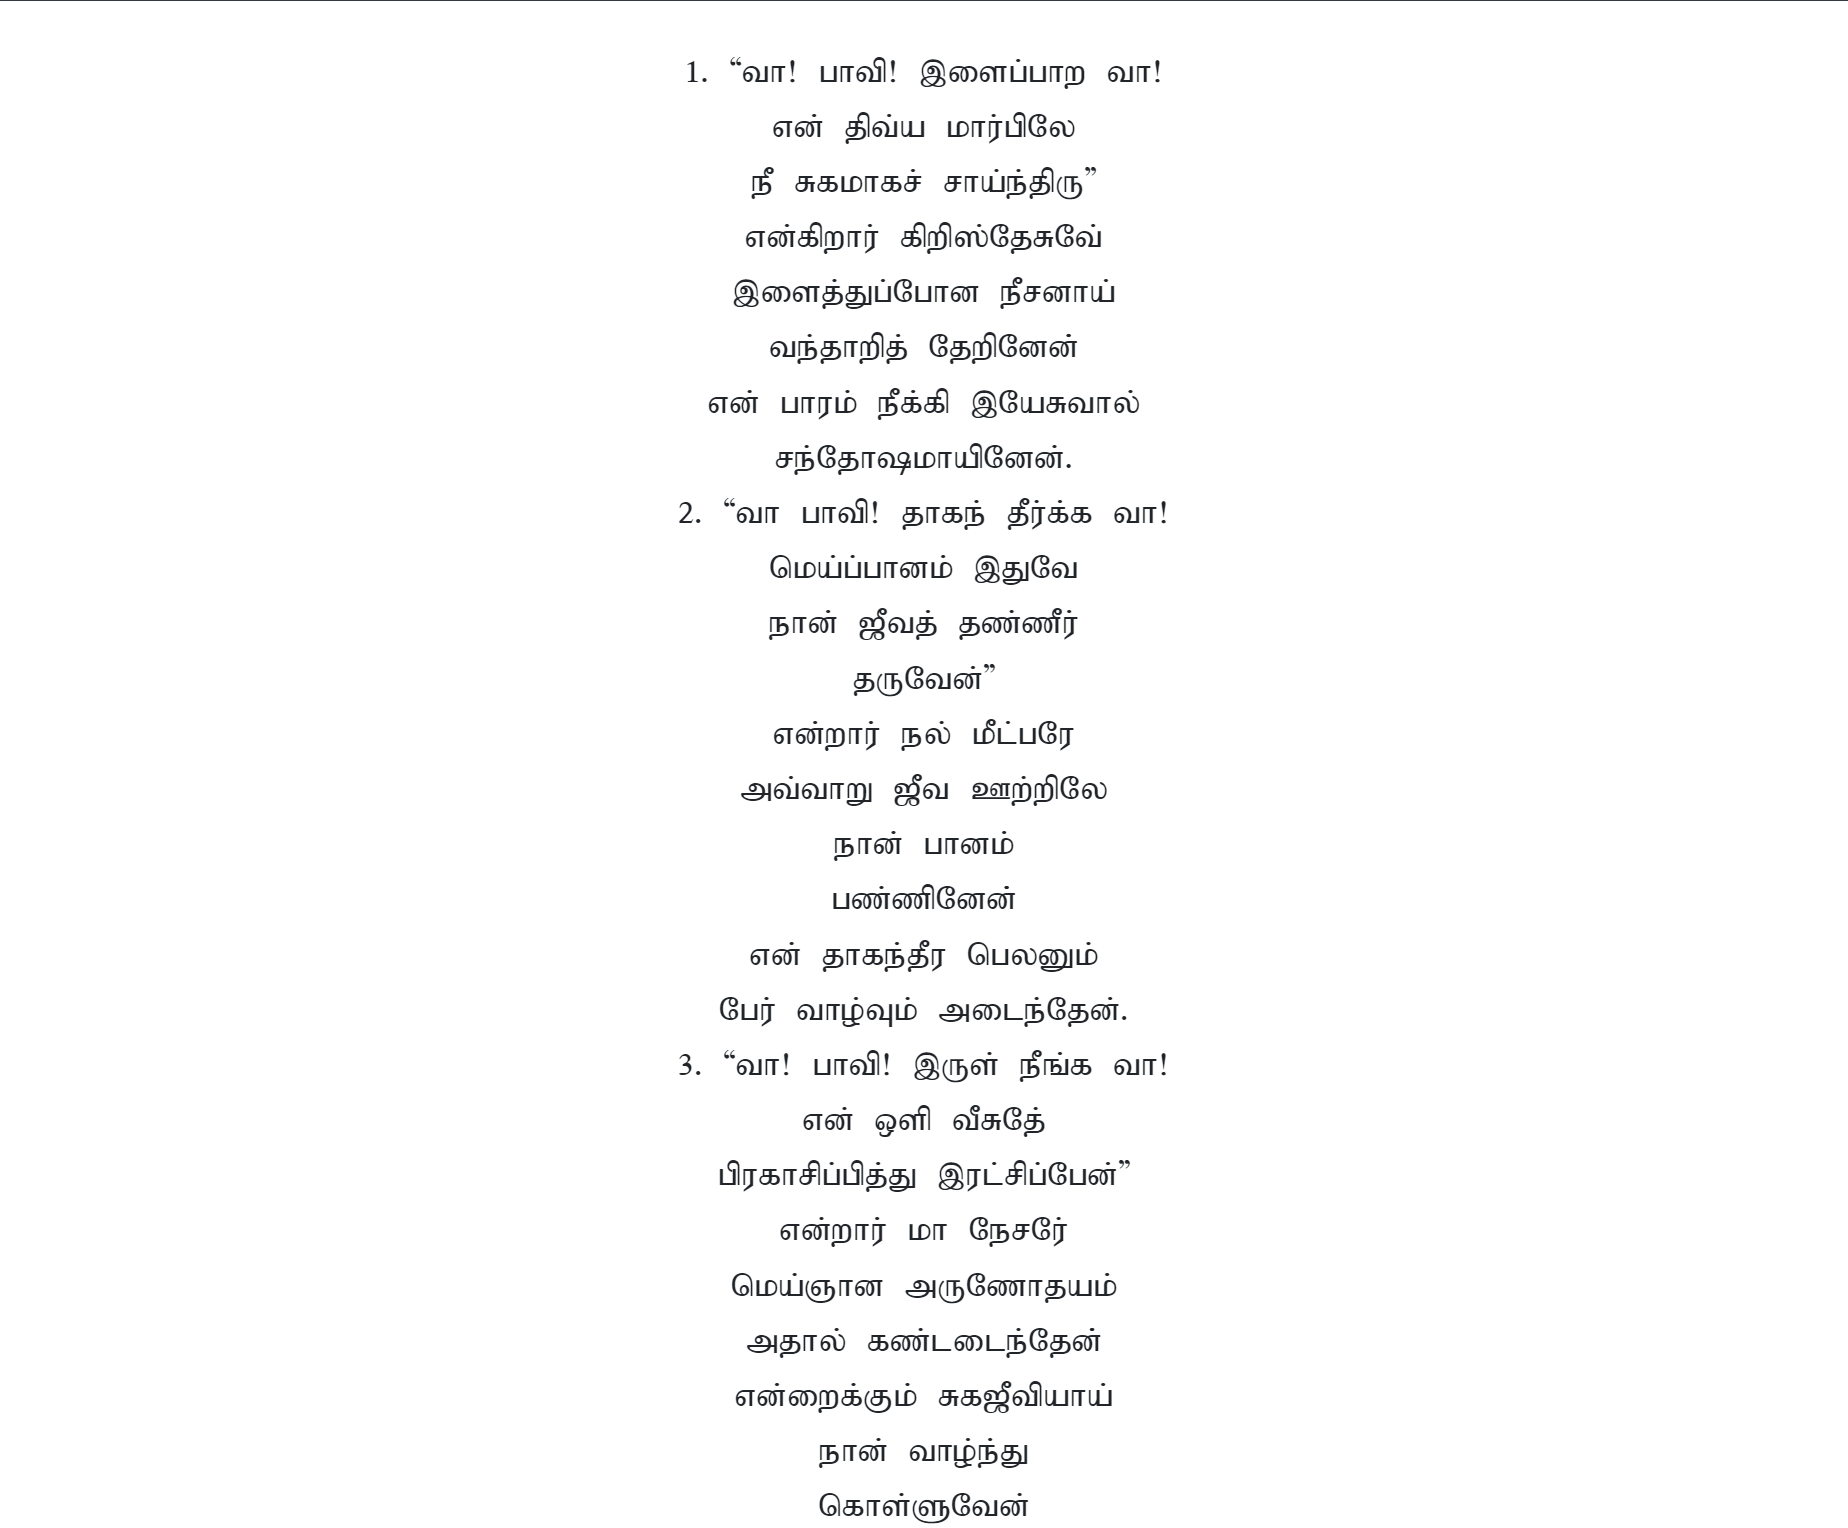 1. “வா! பாவி! இளைப்பாற வா!
என் திவ்ய மார்பிலே
நீ சுகமாகச் சாய்ந்திரு”
என்கிறார் கிறிஸ்தேசுவே்
இளைத்துப்போன நீசனாய்
வந்தாறித் தேறினேன்
என் பாரம் நீக்கி இயேசுவால்
சந்தோஷமாயினேன்.
2. “வா பாவி! தாகந் தீர்க்க வா!
மெய்ப்பானம் இதுவே
நான் ஜீவத் தண்ணீர்
தருவேன்”
என்றார் நல் மீட்பரே
அவ்வாறு ஜீவ ஊற்றிலே
நான் பானம்
பண்ணினேன்
என் தாகந்தீர பெலனும்
பேர் வாழ்வும் அடைந்தேன்.
3. “வா! பாவி! இருள் நீங்க வா!
என் ஒளி வீசுதே்
பிரகாசிப்பித்து இரட்சிப்பேன்”
என்றார் மா நேசரே்
மெய்ஞான அருணோதயம்
அதால் கண்டடைந்தேன்
என்றைக்கும் சுகஜீவியாய்
நான் வாழ்ந்து
கொள்ளுவேன்